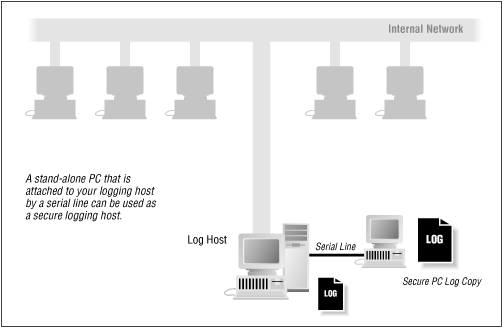 Internal Network
A stand-alone PC that is
attached to your logging host
by a serial line can be used as
a secure logging host.
Log Host
Serial Line
LOG
Secure PC Log Copy
LOG